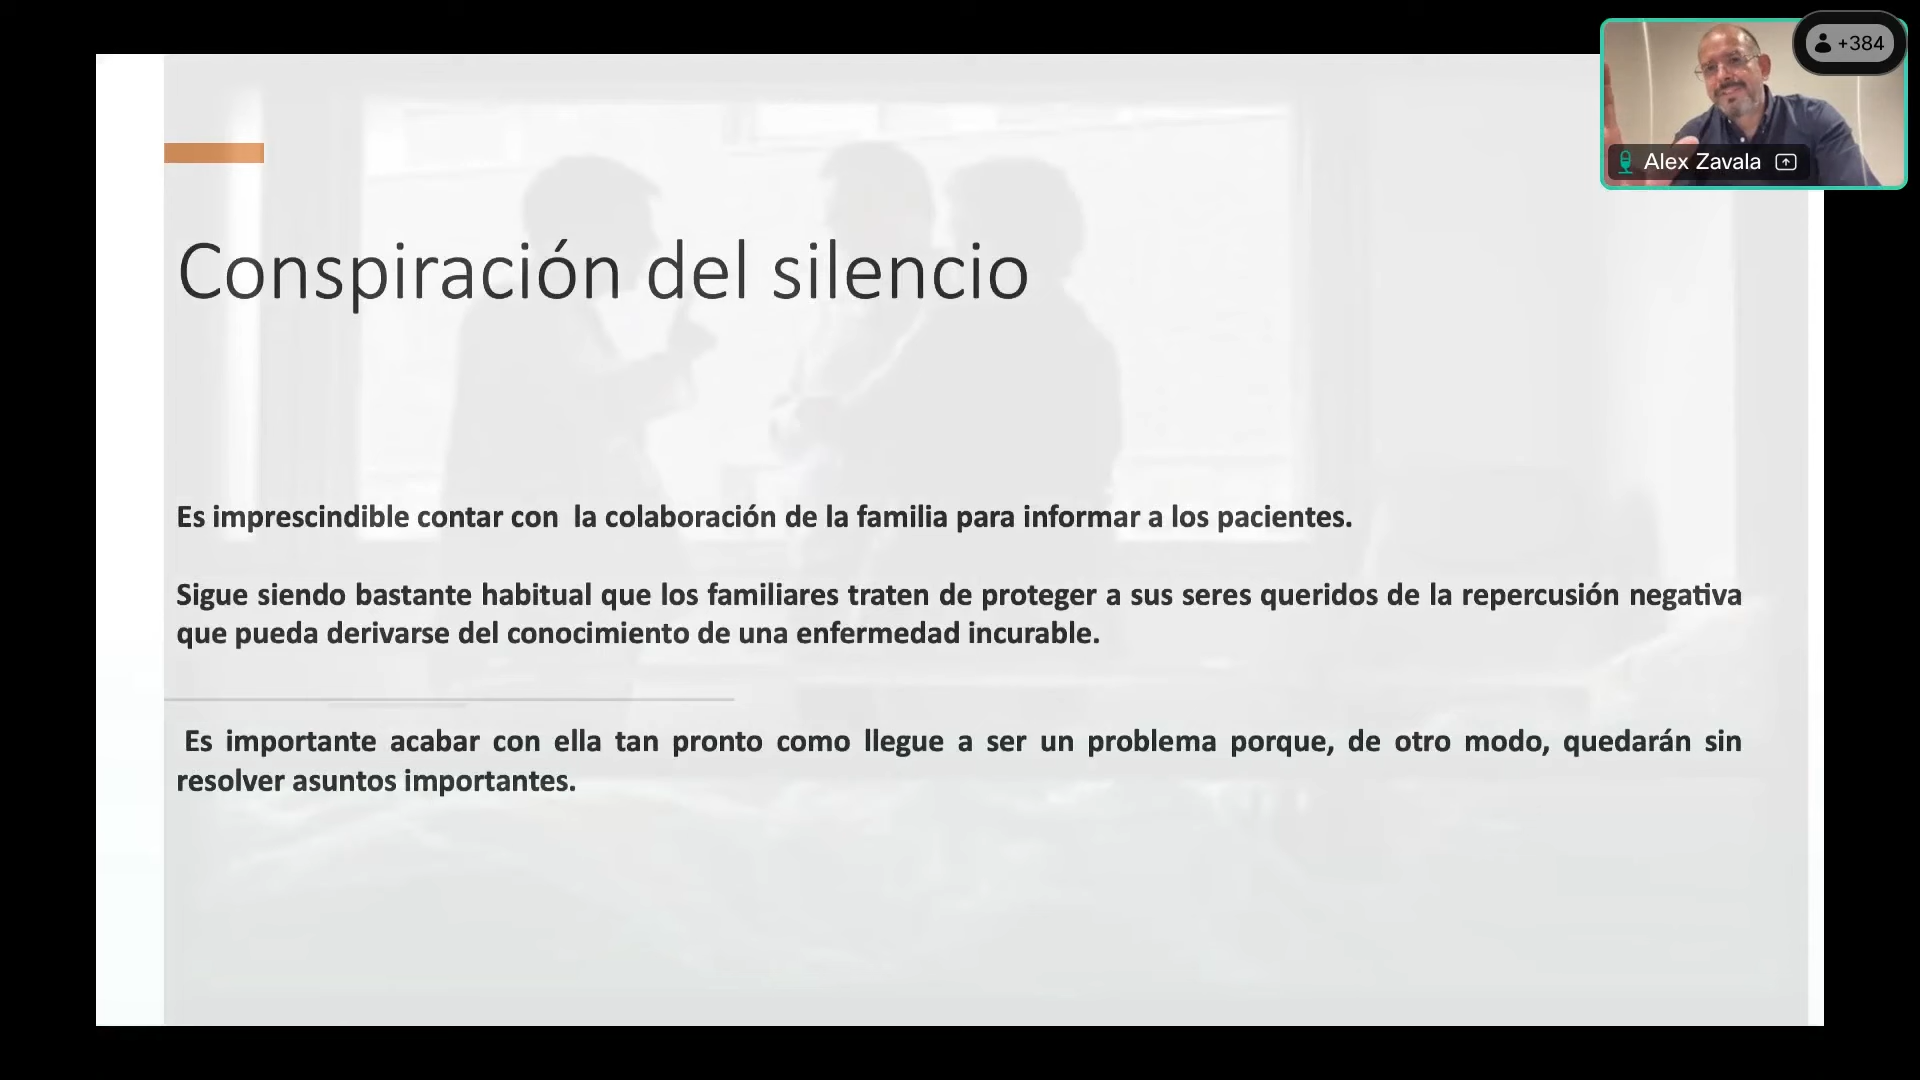 +384
Alex Zavala
Conspiración del silencio
Es imprescindible contar con  la colaboración de la familia para informar a los pacientes.
Sigue siendo bastante habitual que los familiares traten de proteger a sus seres queridos de la repercusión negativa
que pueda derivarse del conocimiento de una enfermedad incurable.
Es importante acabar con ella tan pronto como llegue a ser un problema porque, de otro modo, quedarán sin
resolver asuntos importantes.